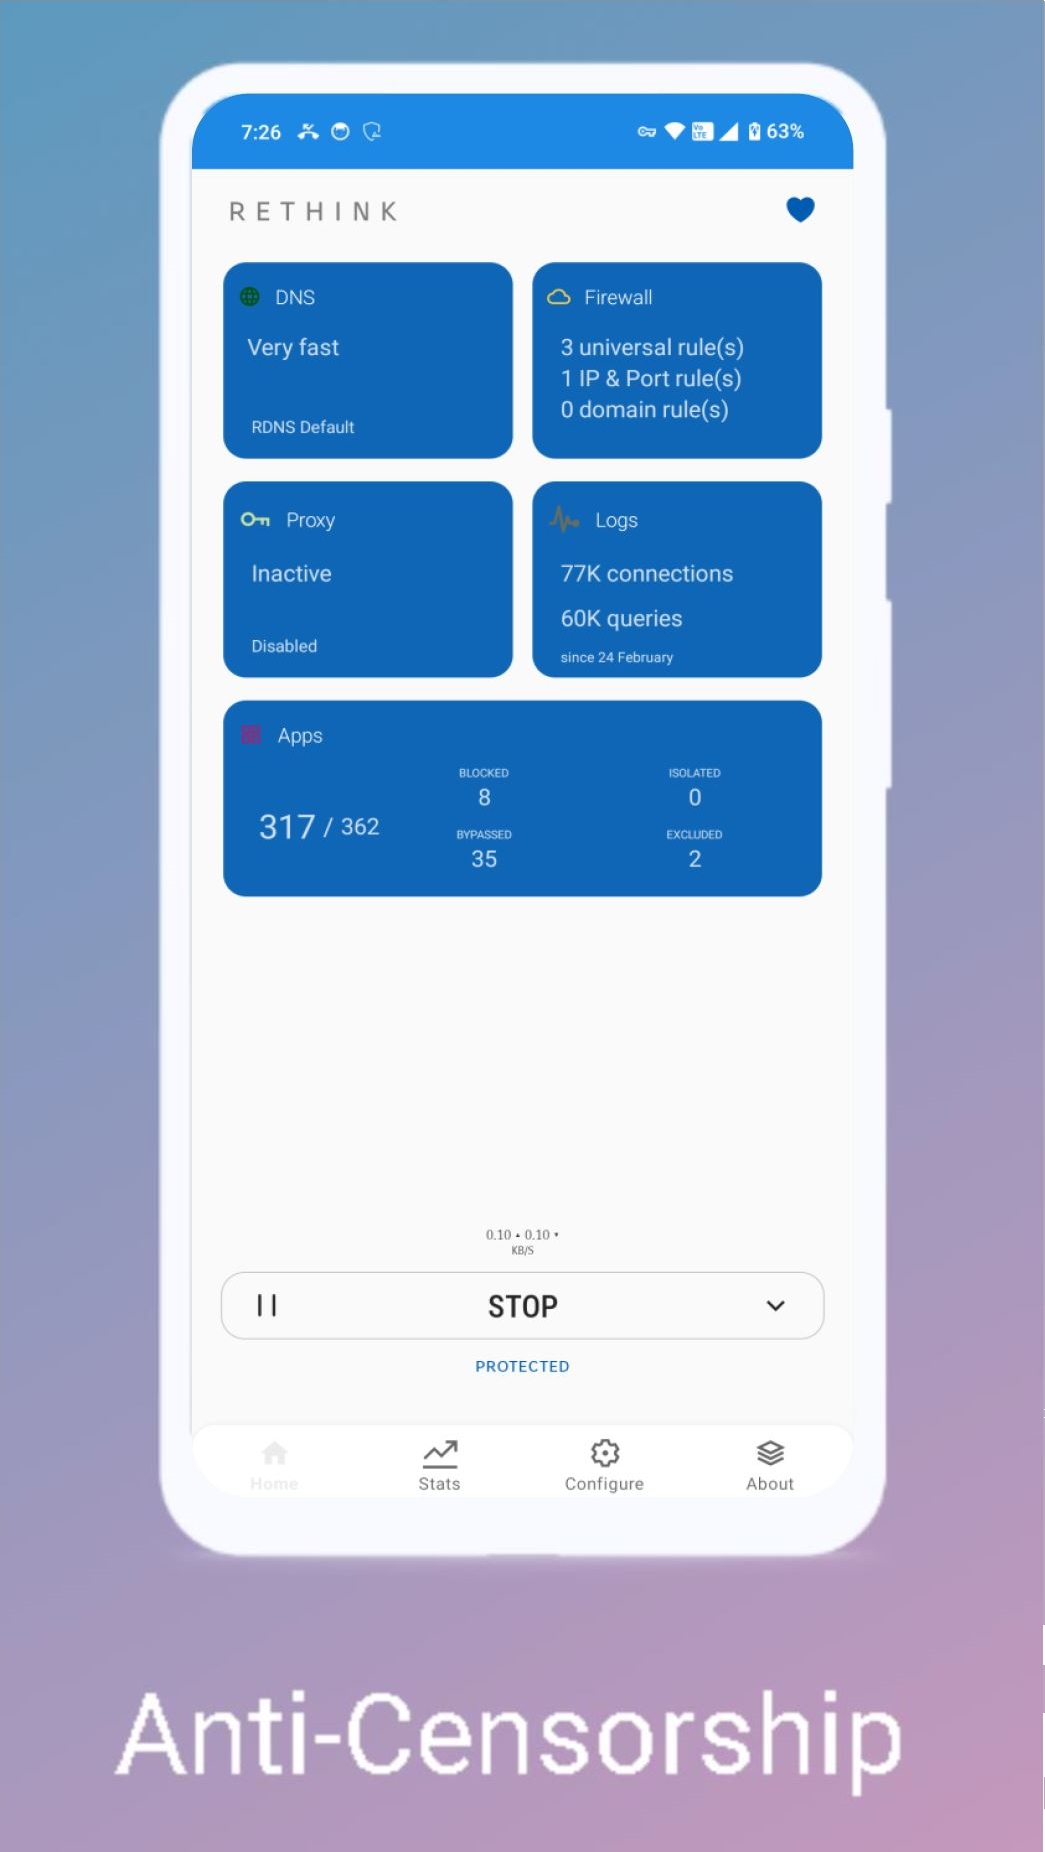 7:26 Vo LTE 63%
RETHINK
DNS
Very fast
RDNS Default
Firewall
3 universal rule(s)
1 IP & Port rule(s)
0 domain rule(s)
Proxy
Inactive
Disabled
Logs
77K connections
60K queries
since 24 February
Apps
317 / 362
BLOCKED
8
ISOLATED
0
BYPASSED
35
EXCLUDED
2
0.10 ▲ 0.10 ▼
KB/S
STOP
PROTECTED
Home
Stats
Configure
About
Anti-Censorship